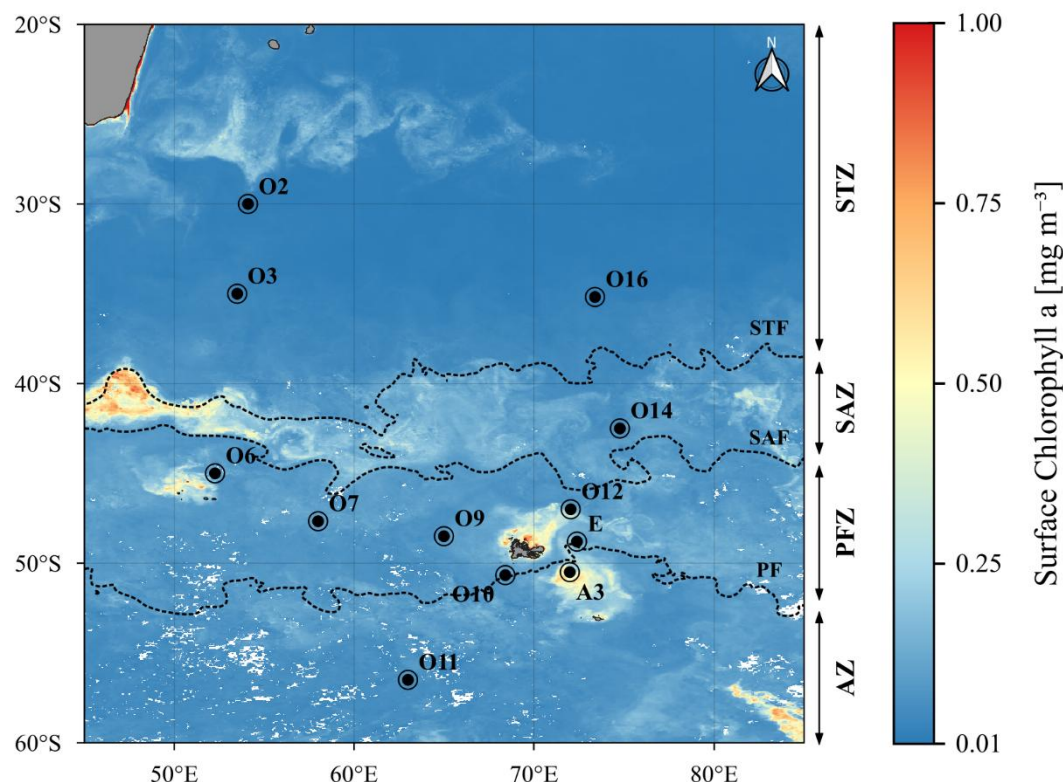 20°S
30°S
40°S
50°S
60°S
50°E
60°E
70°E
80°E
N
O2
O3
O16
STF
O14
SAF
O6
O12
O7
O9
E
PF
O10
A3
O11
STZ
SAZ
PFZ
AZ
1.00
0.75
0.50
0.25
0.01
Surface Chlorophyll a [mg m⁻³]